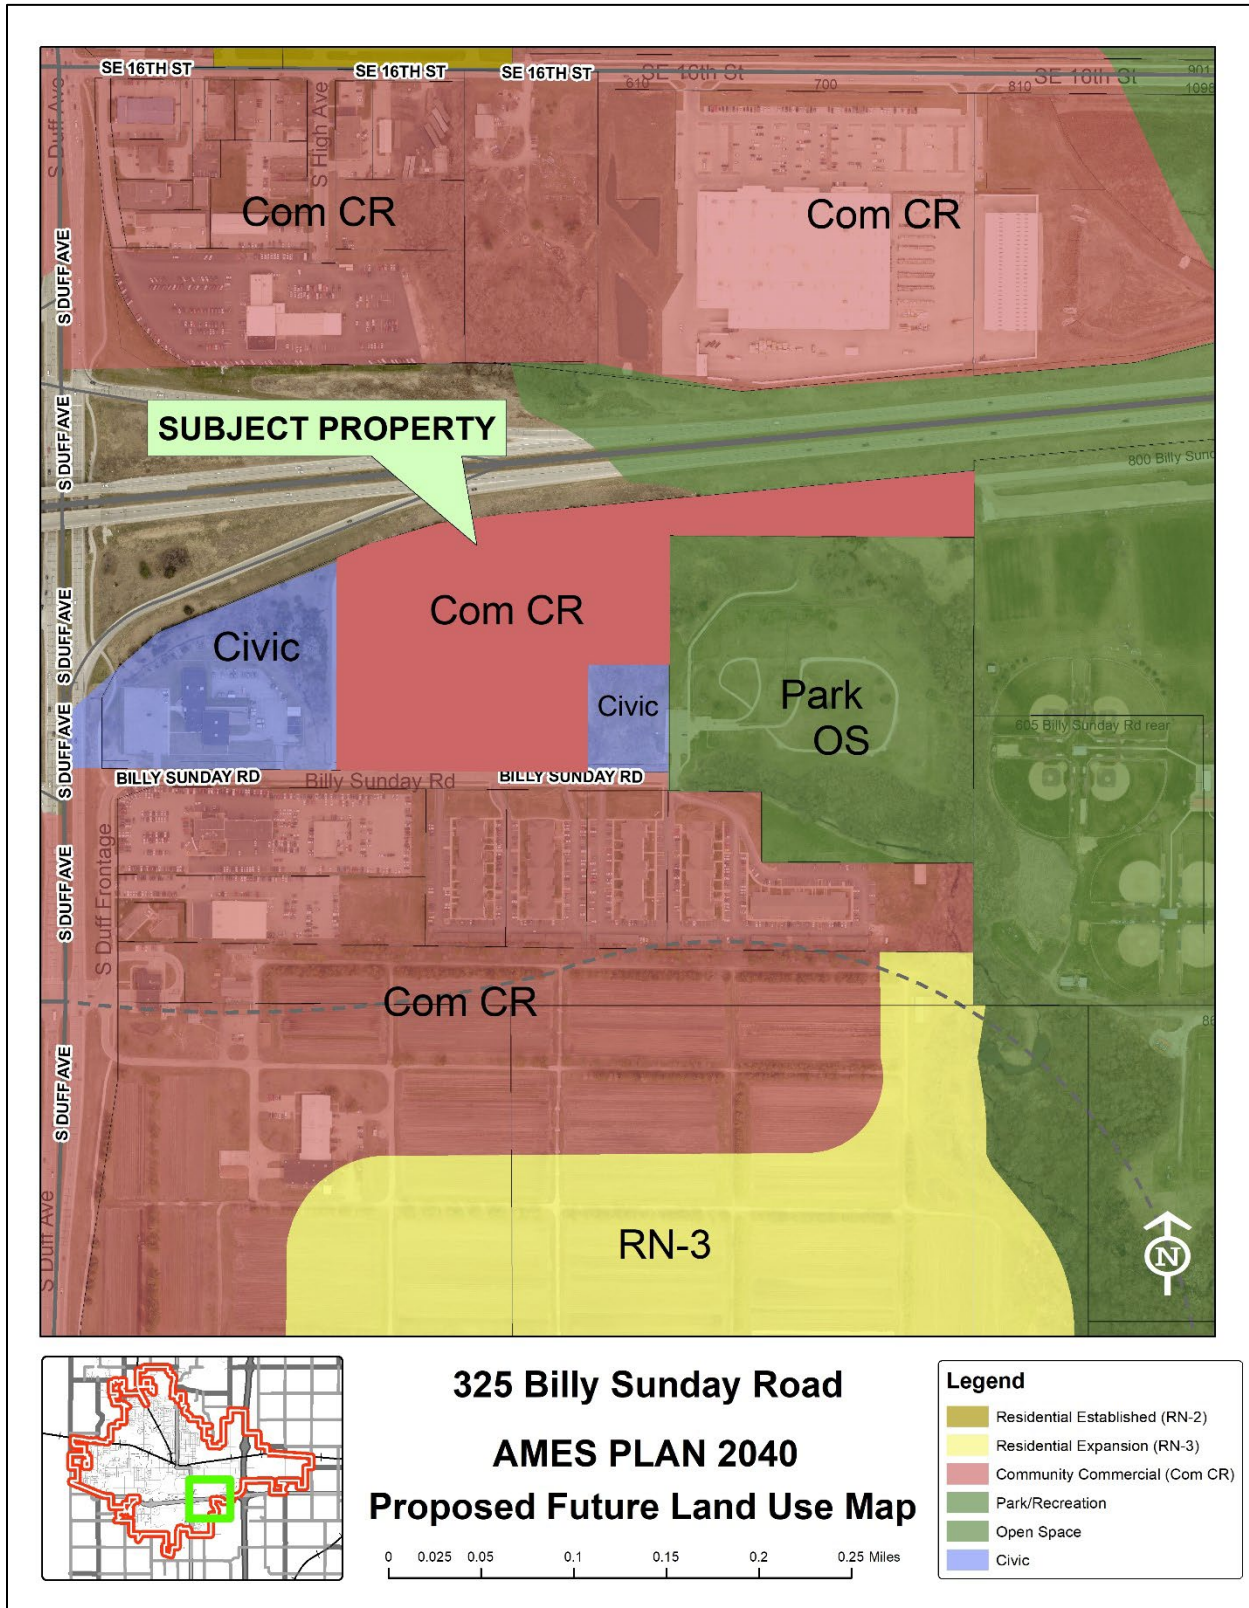 SE 16TH ST
SE 16TH ST
SE 16TH ST
SE 16th St
SE 16th St
610
700
810
901
1098
S Duff Ave
S High Ave
Com CR
Com CR
S DUFF AVE
S DUFF AVE
SUBJECT PROPERTY
800 Billy Sund
S DUFF AVE
Com CR
Civic
Civic
Park
OS
605 Billy Sunday Rd rear
S DUFF AVE
BILLY SUNDAY RD
Billy Sunday Rd
BILLY SUNDAY RD
S DUFF AVE
S Duff Frontage
Com CR
S DUFF AVE
S Duff Ave
RN-3
N
325 Billy Sunday Road
AMES PLAN 2040
Proposed Future Land Use Map
0 0.025 0.05 0.1 0.15 0.2 0.25 Miles
Legend
Residential Established (RN-2)
Residential Expansion (RN-3)
Community Commercial (Com CR)
Park/Recreation
Open Space
Civic